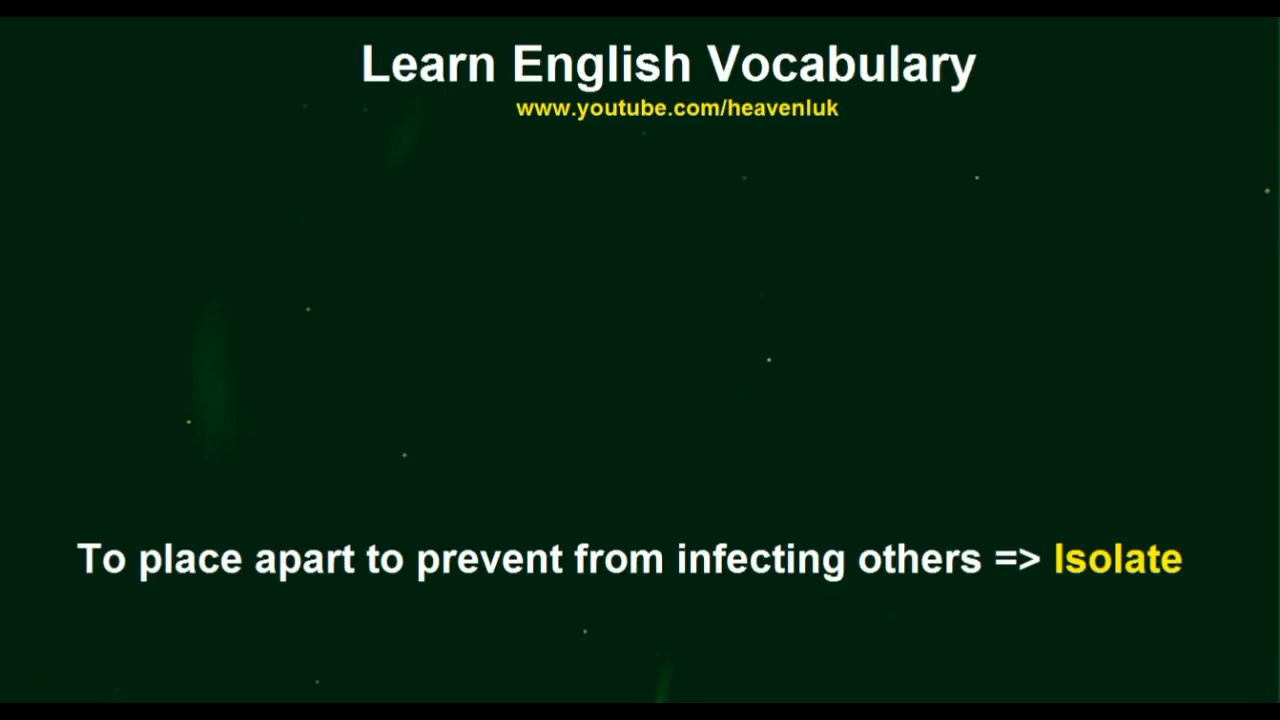 Learn English Vocabulary
www.youtube.com/heavenluk
To place apart to prevent from infecting others => Isolate